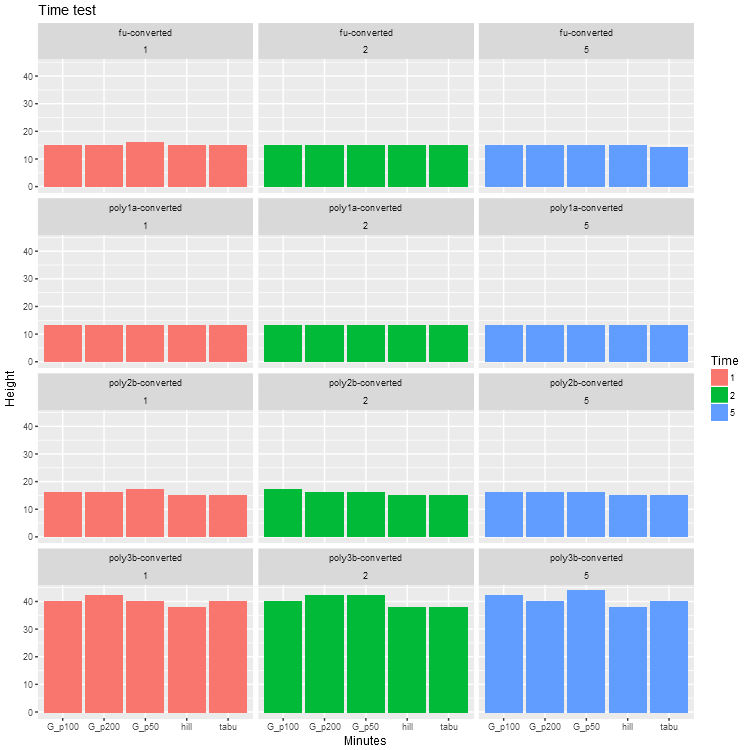 Time test
fu-converted fu-converted fu-converted
1 2 5
40
30
20
10
0
poly1a-converted poly1a-converted poly1a-converted
1 2 5
40
30
20
10
0
poly2b-converted poly2b-converted poly2b-converted
1 2 5
40
30
20
10
0
poly3b-converted poly3b-converted poly3b-converted
1 2 5
40
30
20
10
0
G_p100 G_p200 G_p50 hill tabu G_p100 G_p200 G_p50 hill tabu G_p100 G_p200 G_p50 hill tabu
Minutes
Height
Time
1
2
5